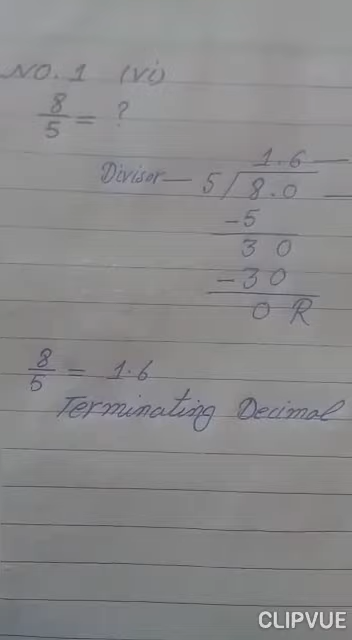 NO. 1 (vi)
8/5 = ?
1.6 —
Divisor — 5 / 8.0 —
-5
3 0
-3 0
0 R
8/5 = 1.6
Terminating Decimal
CLIPVUE